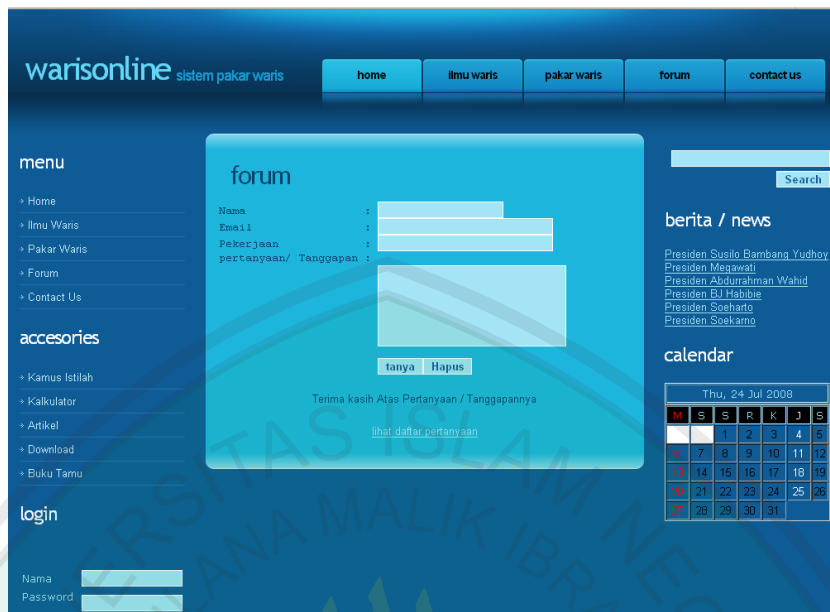 warisonline sistem pakar waris
home ilmu waris pakar waris forum contact us
menu
Home
Ilmu Waris
Pakar Waris
Forum
Contact Us
accesories
Kamus Istilah
Kalkulator
Artikel
Download
Buku Tamu
login
Nama
Password
forum
Nama :
Email :
Pekerjaan :
pertanyaan/ Tanggapan :
tanya Hapus
Terima kasih Atas Pertanyaan / Tanggapannya
lihat daftar pertanyaan
Search
berita / news
Presiden Susilo Bambang Yudhoy
Presiden Megawati
Presiden Abdurrahman Wahid
Presiden BJ Habibie
Presiden Soeharto
Presiden Soekarno
calendar
Thu, 24 Jul 2008
M S S R K J S
1 2 3 4 5
6 7 8 9 10 11 12
13 14 15 16 17 18 19
20 21 22 23 24 25 26
27 28 29 30 31